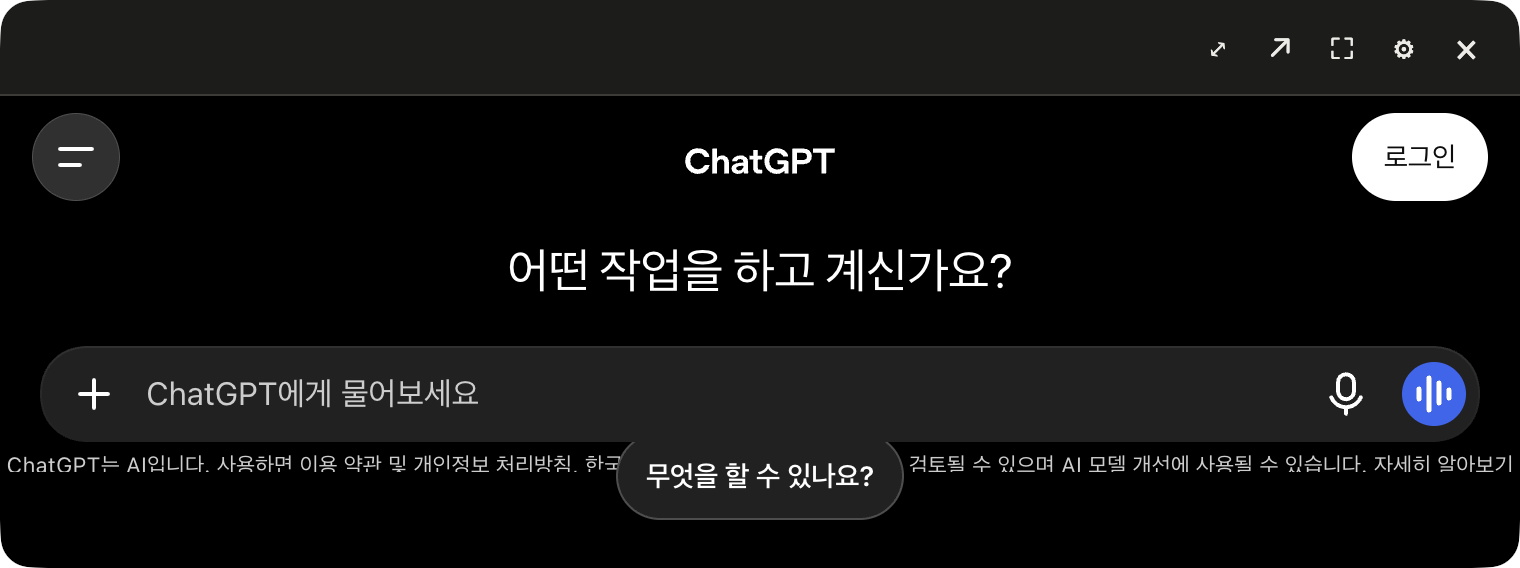 ChatGPT
로그인
어떤 작업을 하고 계신가요?
ChatGPT에게 물어보세요
ChatGPT는 AI입니다. 사용하면 이용 약관 및 개인정보 처리방침, 한국
검토될 수 있으며 AI 모델 개선에 사용될 수 있습니다. 자세히 알아보기
무엇을 할 수 있나요?